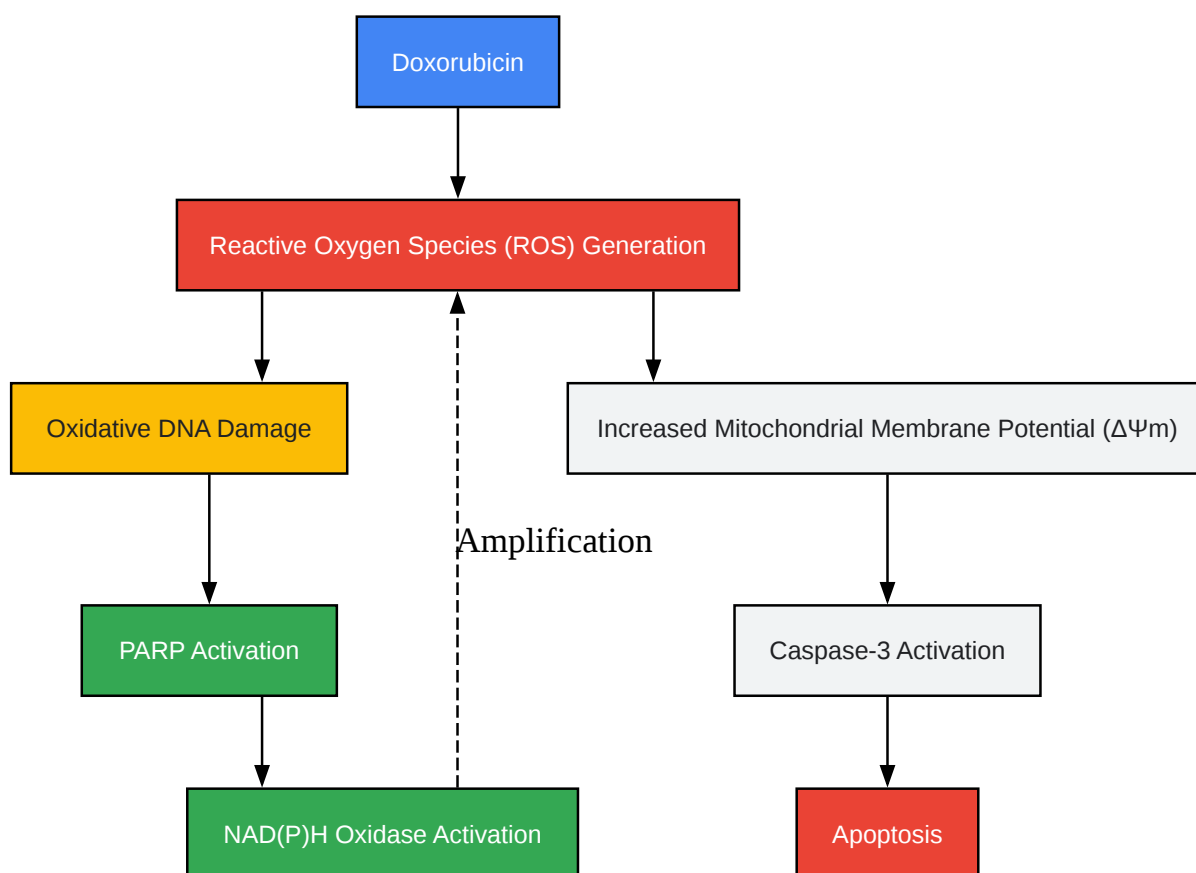 Doxorubicin
Reactive Oxygen Species (ROS) Generation
Oxidative DNA Damage
Increased Mitochondrial Membrane Potential (ΔΨm)
Amplification
PARP Activation
Caspase-3 Activation
NAD(P)H Oxidase Activation
Apoptosis